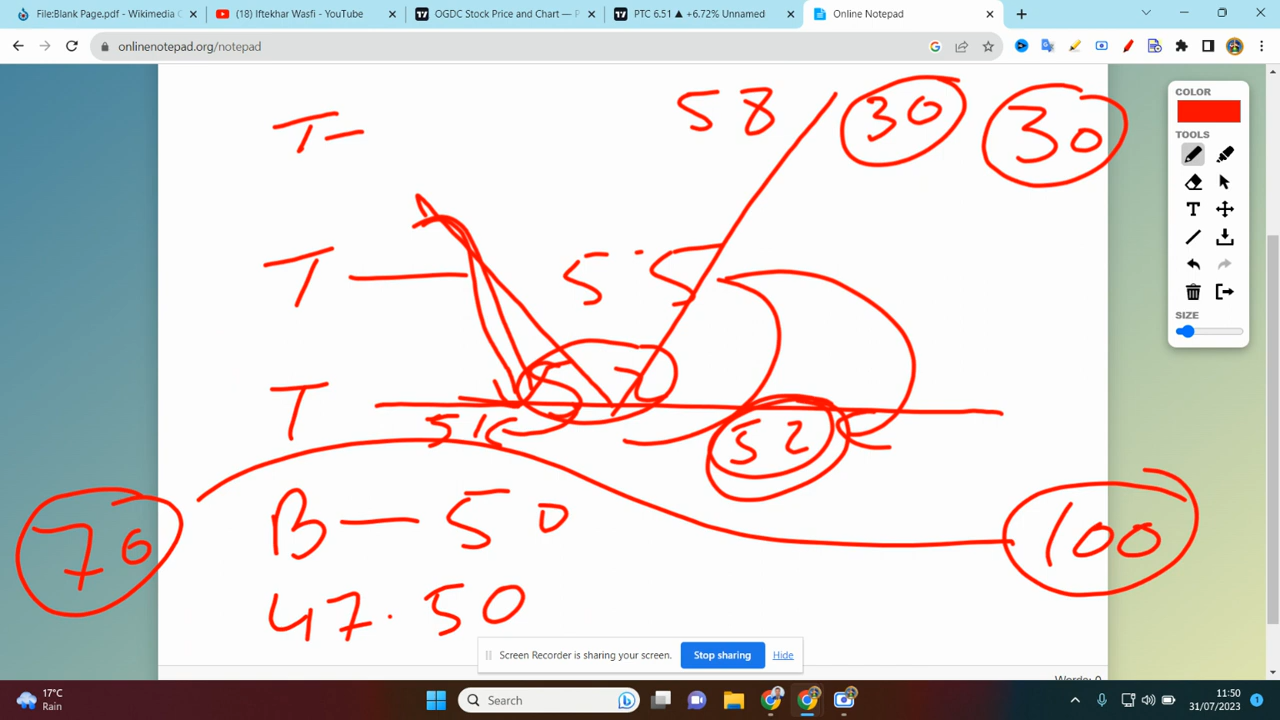 File:Blank Page.pdf - Wikimedia C
(18) Iftekhar Wasfi - YouTube
OGDC Stock Price and Chart — P
PTC 6.51 ▲ +6.72% Unnamed
Online Notepad
onlinenotepad.org/notepad
COLOR
TOOLS
SIZE
T-
58
30
30
T
55
T
52
B - 50
70
100
47.50
Screen Recorder is sharing your screen.
Stop sharing
Hide
Words: 0
17°C
Rain
Search
11:50
31/07/2023